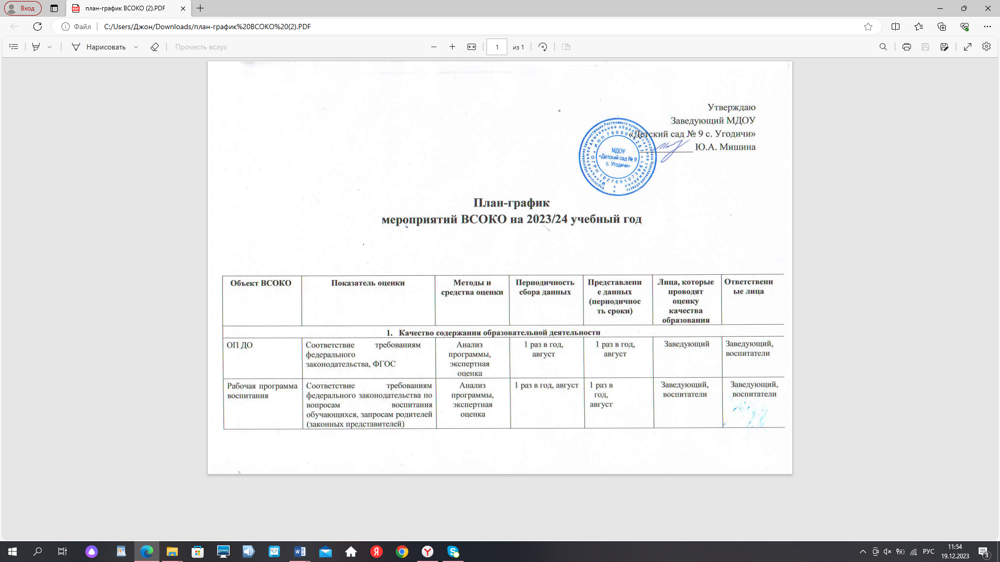 Вход
план-график ВСОКО (2).PDF
Файл
C:/Users/Джон/Downloads/план-график%20ВСОКО%20(2).PDF
Нарисовать
Прочесть вслух
1
из 1
Утверждаю
Заведующий МДОУ
«Детский сад № 9 с. Угодичи»
Ю.А. Мишина
МДОУ
«Детский сад № 9
с. Угодичи»
План-график
мероприятий ВСОКО на 2023/24 учебный год
Объект ВСОКО
Показатель оценки
Методы и
средства оценки
Периодичность
сбора данных
Представлени
е данных
(периодичнос
ть сроки)
Лица, которые
проводят
оценку
качества
образования
Ответственн
ые лица
1. Качество содержания образовательной деятельности
ОП ДО
Соответствие требованиям
федерального
законодательства, ФГОС
Анализ
программы,
экспертная
оценка
1 раз в год,
август
1 раз в год,
август
Заведующий
Заведующий,
воспитатели
Рабочая программа
воспитания
Соответствие требованиям
федерального законодательства по
вопросам воспитания
обучающихся, запросам родителей
(законных представителей)
Анализ
программы,
экспертная
оценка
1 раз в год, август
1 раз в
год,
август
Заведующий,
воспитатели
Заведующий,
воспитатели
РУС
11:54
19.12.2023
3